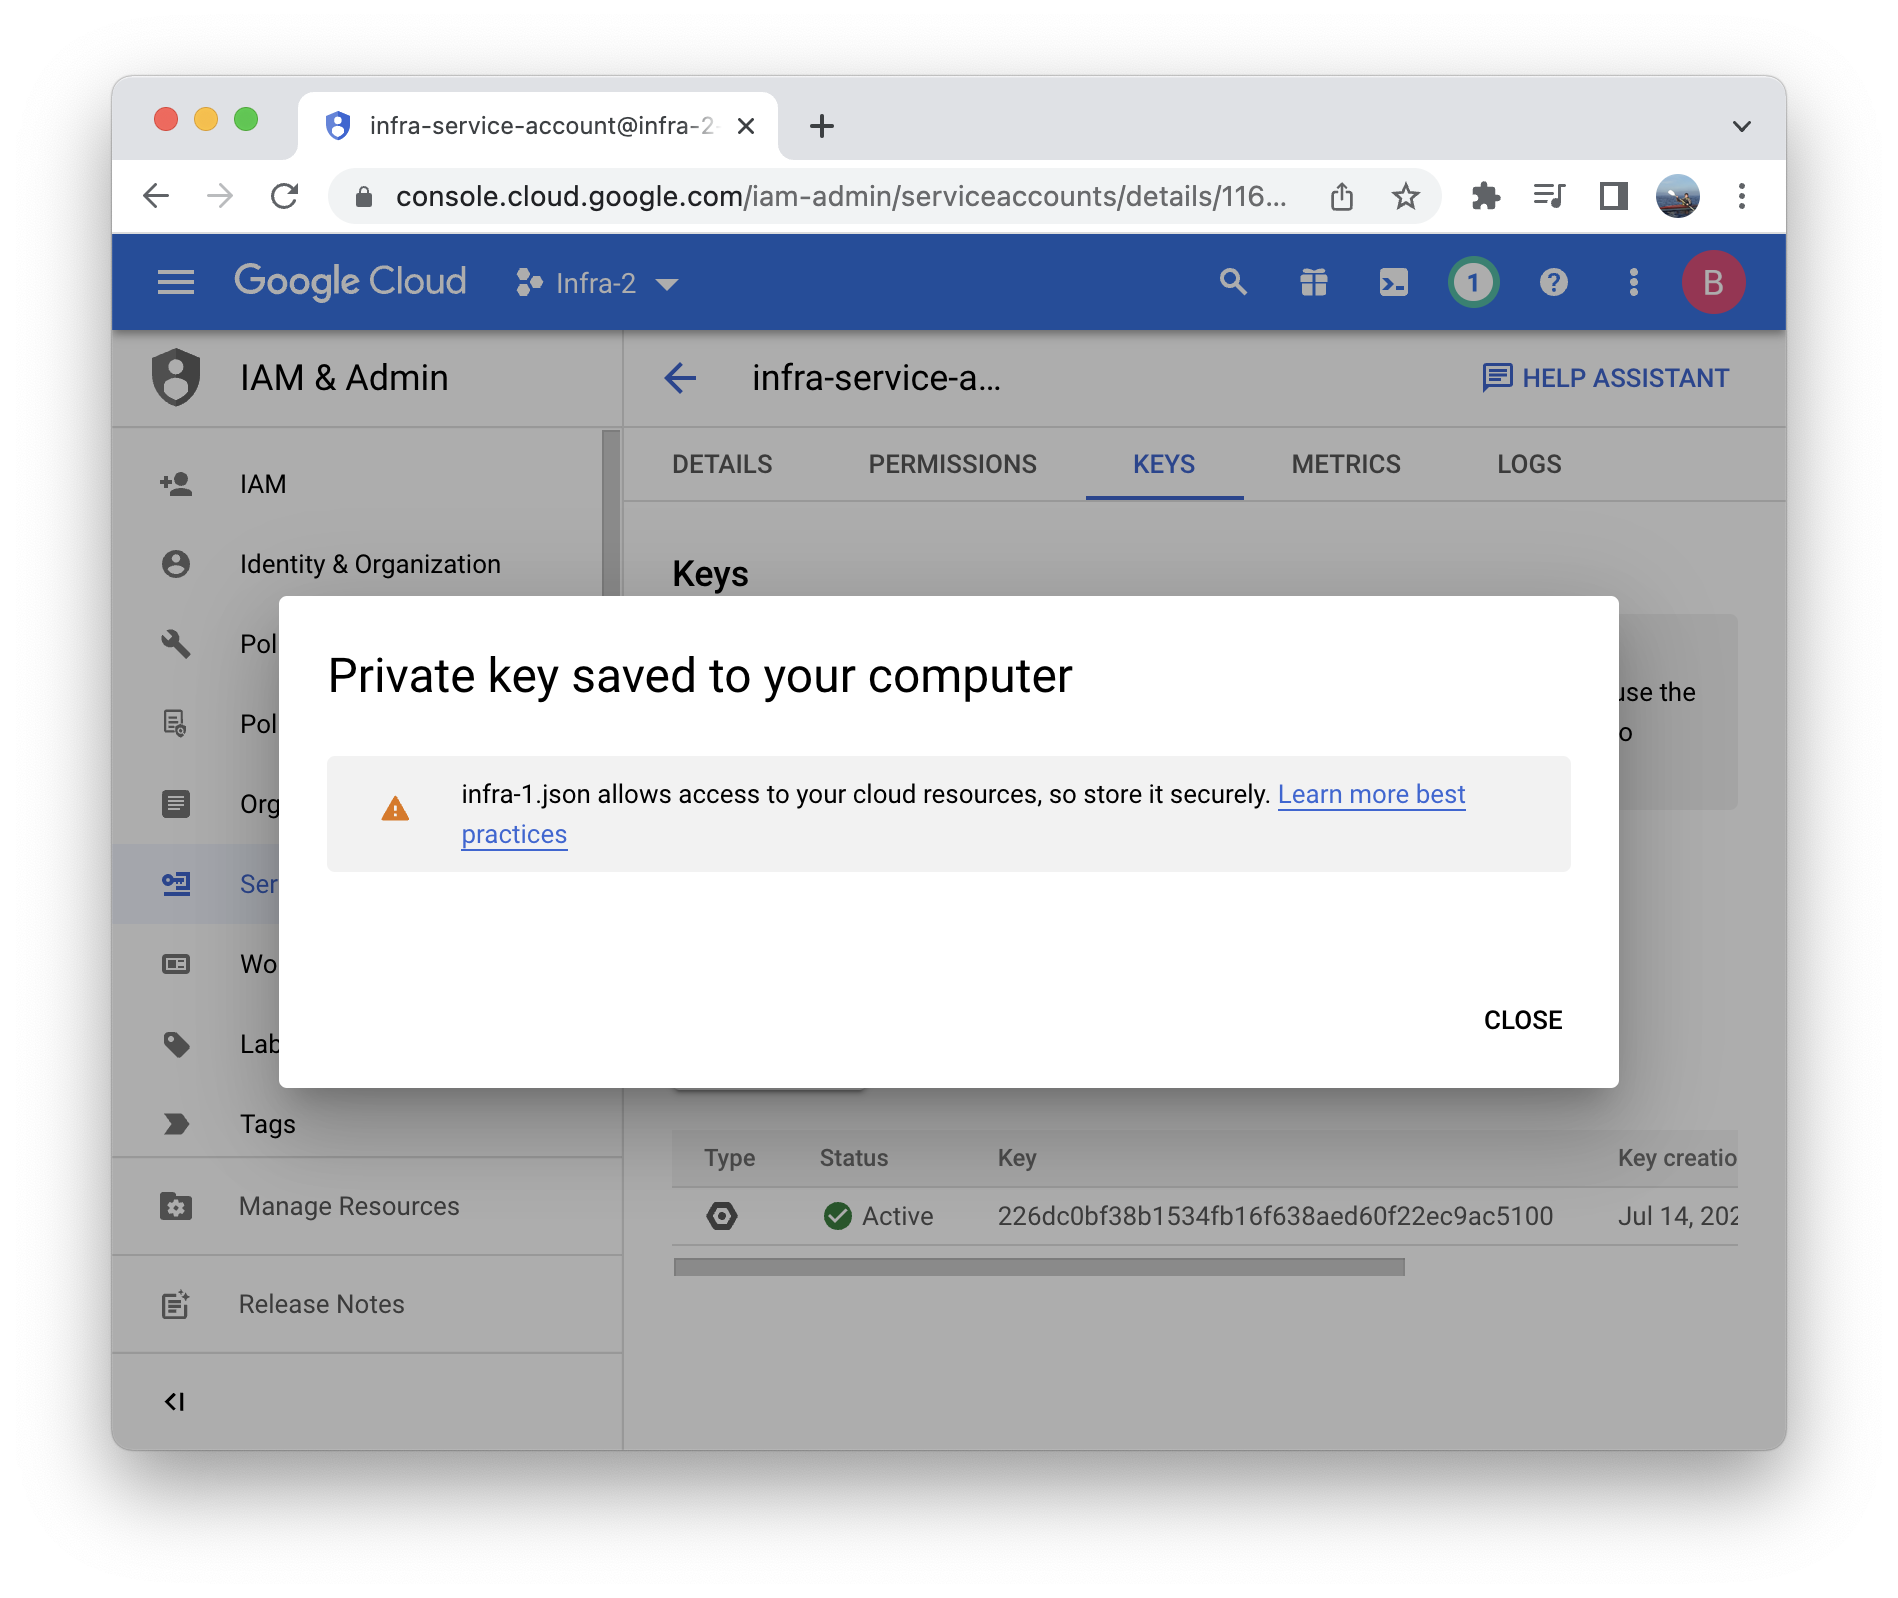 infra-service-account@infra-2
console.cloud.google.com/iam-admin/serviceaccounts/details/116...
Google Cloud
Infra-2
1
?
B
IAM & Admin
infra-service-a...
HELP ASSISTANT
DETAILS
PERMISSIONS
KEYS
METRICS
LOGS
IAM
Identity & Organization
Keys
Pol
use the
Private key saved to your computer
Pol
o
infra-1.json allows access to your cloud resources, so store it securely. Learn more best
practices
Org
Ser
Wo
Lab
CLOSE
Tags
Type
Status
Key
Key creatio
Manage Resources
Active
226dc0bf38b1534fb16f638aed60f22ec9ac5100
Jul 14, 202
Release Notes